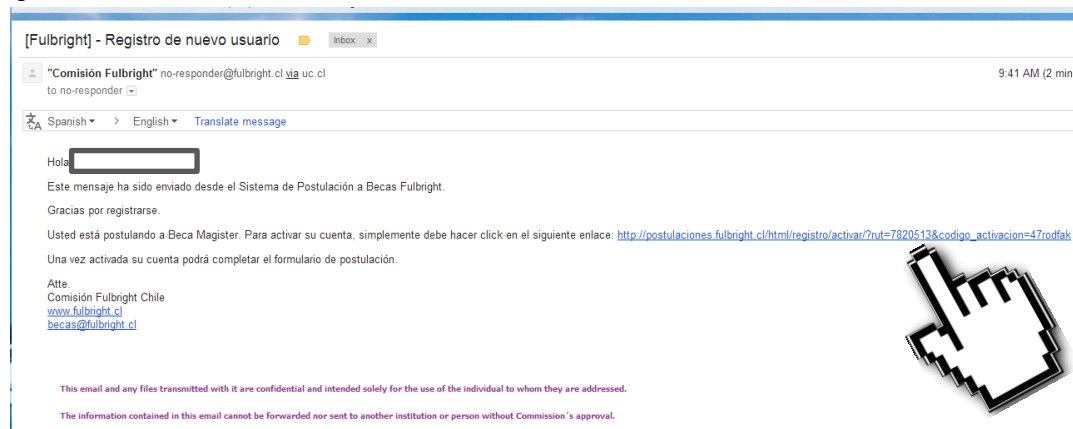 [Fulbright] - Registro de nuevo usuario Inbox x
"Comisión Fulbright" no-responder@fulbright.cl via uc.cl 9:41 AM (2 min
to no-responder
Spanish > English Translate message
Hola
Este mensaje ha sido enviado desde el Sistema de Postulación a Becas Fulbright.
Gracias por registrarse.
Usted está postulando a Beca Magister. Para activar su cuenta, simplemente debe hacer click en el siguiente enlace: http://postulaciones.fulbright.cl/html/registro/activar/?rut=7820513&codigo_activacion=47rodfak
Una vez activada su cuenta podrá completar el formulario de postulación.
Atte.
Comisión Fulbright Chile
www.fulbright.cl
becas@fulbright.cl
This email and any files transmitted with it are confidential and intended solely for the use of the individual to whom they are addressed.
The information contained in this email cannot be forwarded nor sent to another institution or person without Commission´s approval.